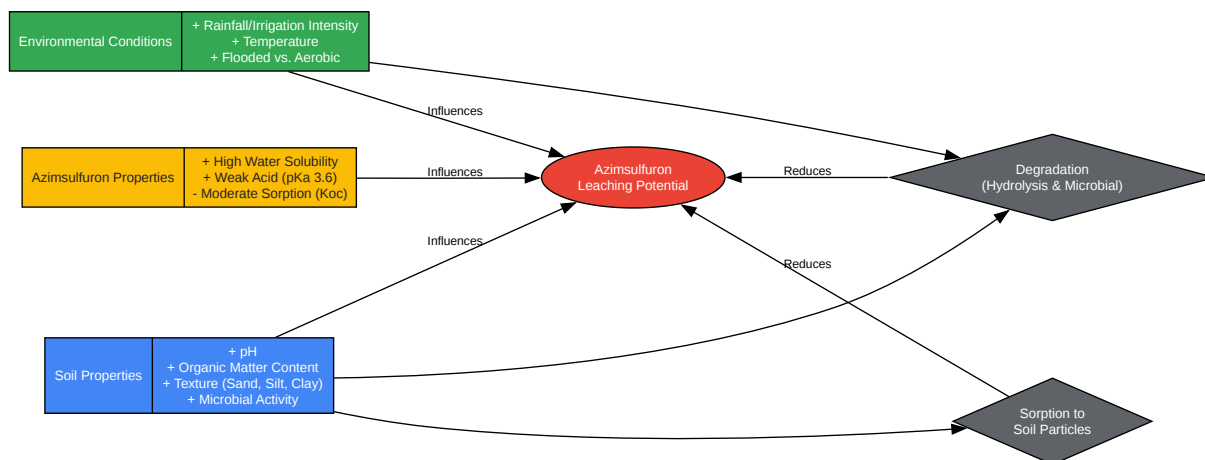 Environmental Conditions
+ Rainfall/Irrigation Intensity
+ Temperature
+ Flooded vs. Aerobic
Influences
Azimsulfuron Properties
+ High Water Solubility
+ Weak Acid (pKa 3.6)
- Moderate Sorption (Koc)
Influences
Azimsulfuron
Leaching Potential
Reduces
Degradation
(Hydrolysis & Microbial)
Influences
Reduces
Soil Properties
+ pH
+ Organic Matter Content
+ Texture (Sand, Silt, Clay)
+ Microbial Activity
Sorption to
Soil Particles